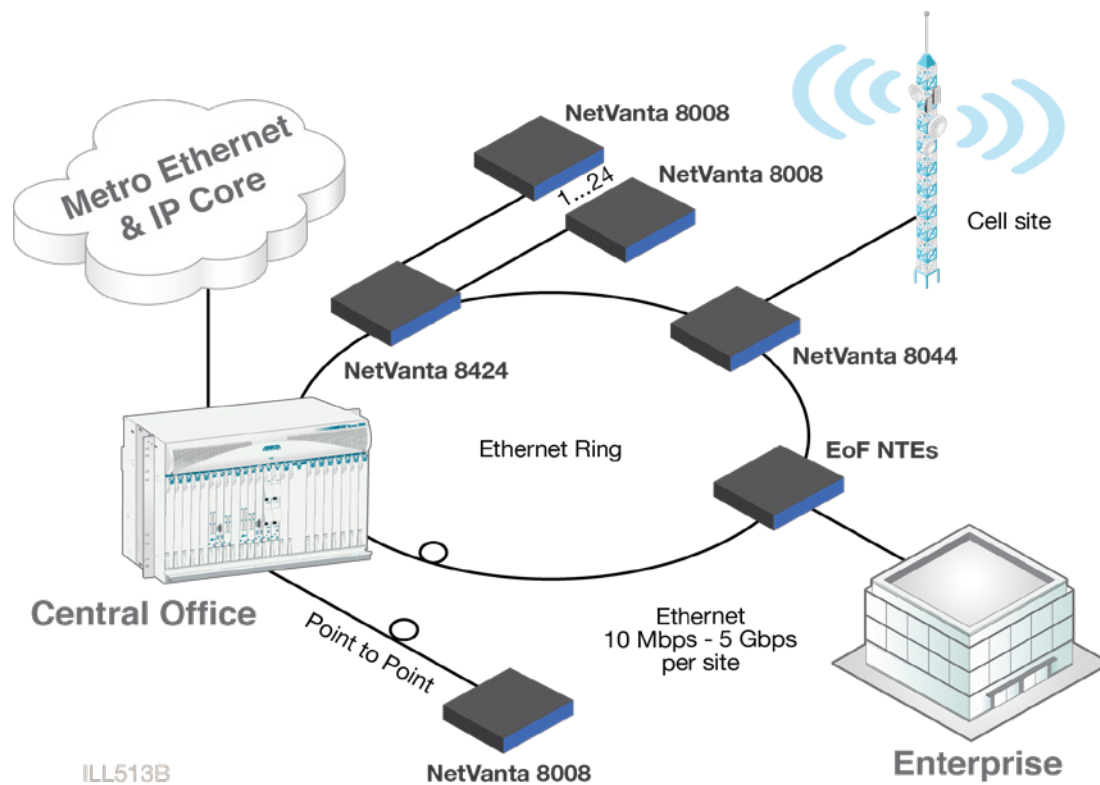 NetVanta 8008
Metro Ethernet
& IP Core
1...24
NetVanta 8008
Cell site
NetVanta 8424
NetVanta 8044
Ethernet Ring
EoF NTEs
Central Office
Point to Point
Ethernet
10 Mbps - 5 Gbps
per site
NetVanta 8008
Enterprise
ILL513B